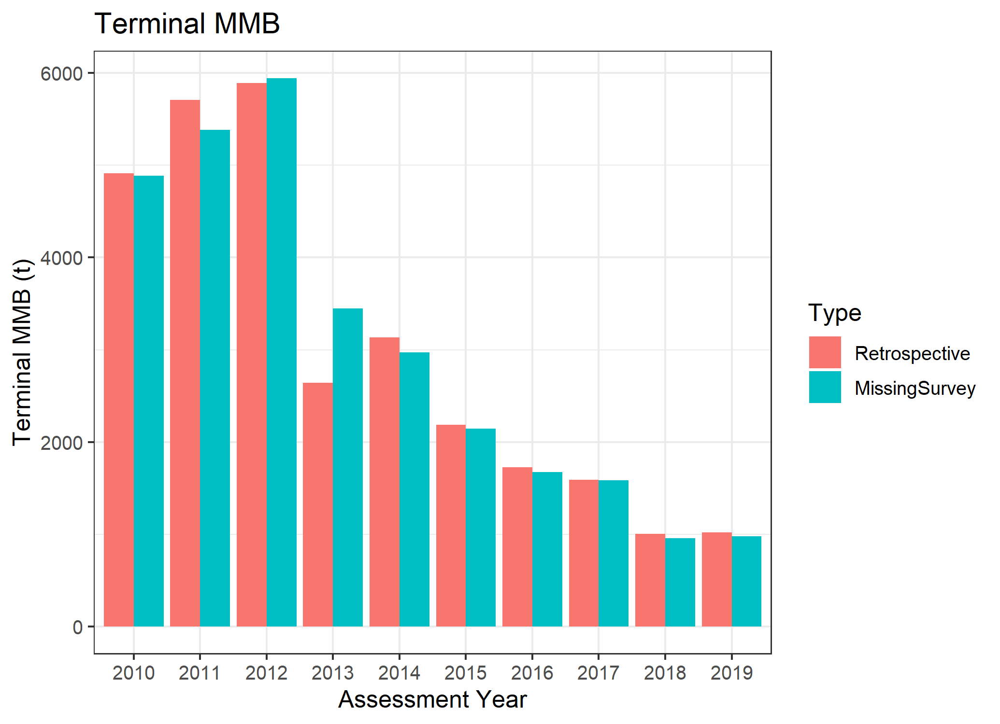 Terminal MMB
6000
4000
2000
0
Terminal MMB (t)
2010 2011 2012 2013 2014 2015 2016 2017 2018 2019
Assessment Year
Type
Retrospective
MissingSurvey